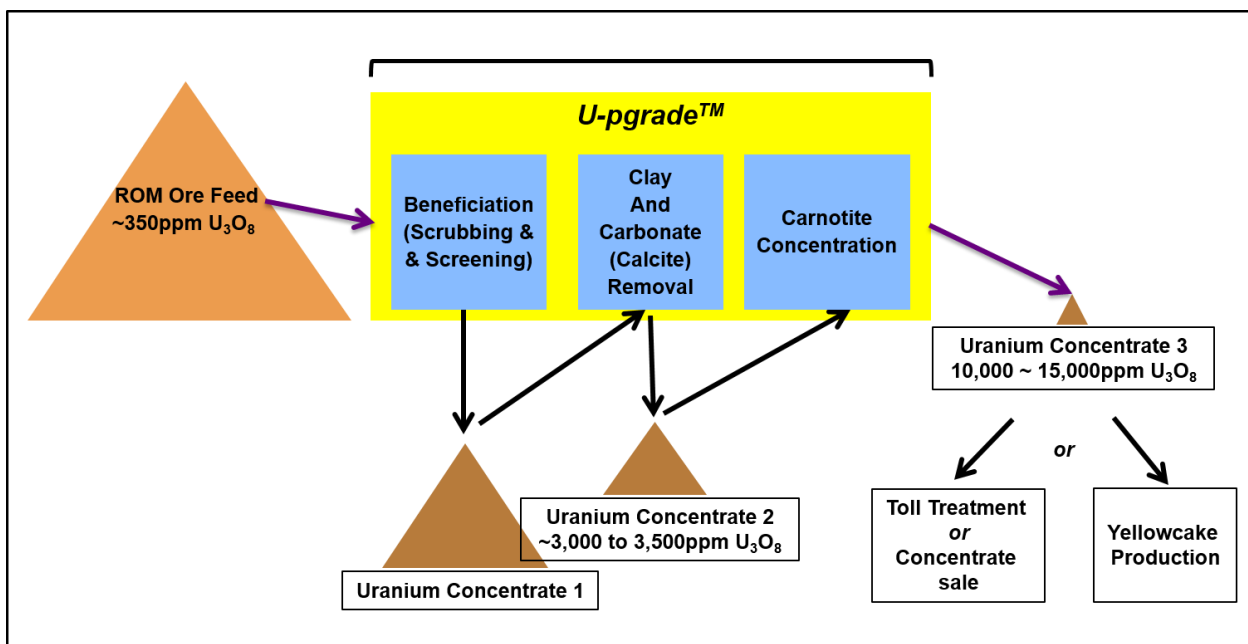 U-pgrade™
ROM Ore Feed
~350ppm U₃O₈
Beneficiation
(Scrubbing &
& Screening)
Clay
And
Carbonate
(Calcite)
Removal
Carnotite
Concentration
Uranium Concentrate 1
Uranium Concentrate 2
~3,000 to 3,500ppm U₃O₈
Uranium Concentrate 3
10,000 ~ 15,000ppm U₃O₈
or
Toll Treatment
or
Concentrate
sale
Yellowcake
Production